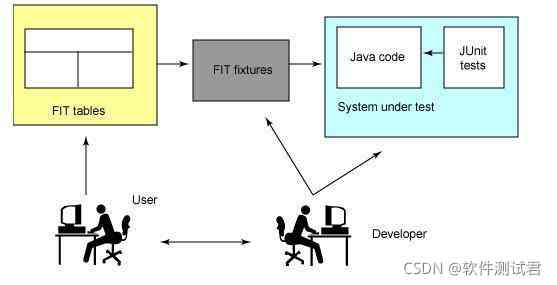 FIT tables
FIT fixtures
Java code
JUnit
tests
System under test
User
Developer
CSDN @软件测试君